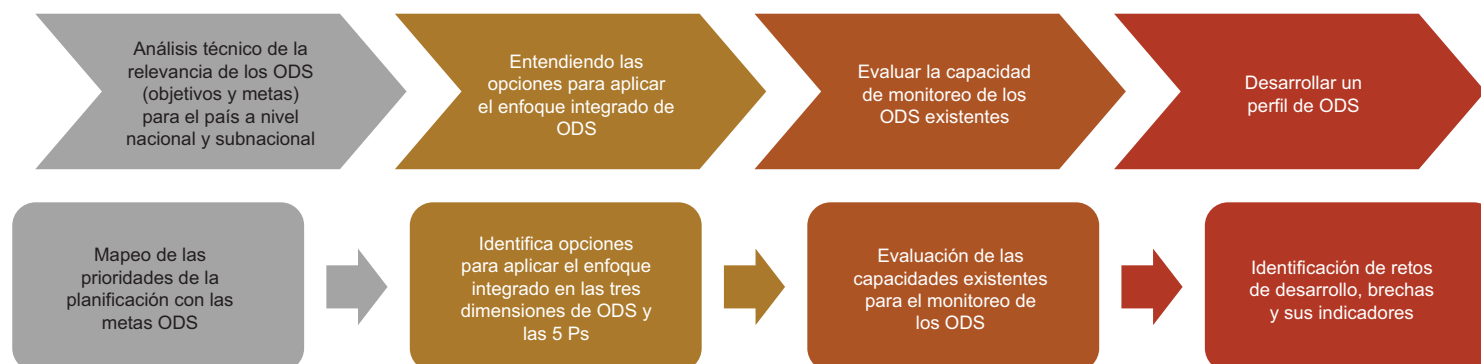 Análisis técnico de la
relevancia de los ODS
(objetivos y metas)
para el país a nivel
nacional y subnacional
Entendiendo las
opciones para aplicar
el enfoque integrado de
ODS
Evaluar la capacidad
de monitoreo de los
ODS existentes
Desarrollar un
perfil de ODS
Mapeo de las
prioridades de la
planificación con las
metas ODS
Identifica opciones
para aplicar el enfoque
integrado en las tres
dimensiones de ODS y
las 5 Ps
Evaluación de las
capacidades existentes
para el monitoreo de
los ODS
Identificación de retos
de desarrollo, brechas
y sus indicadores